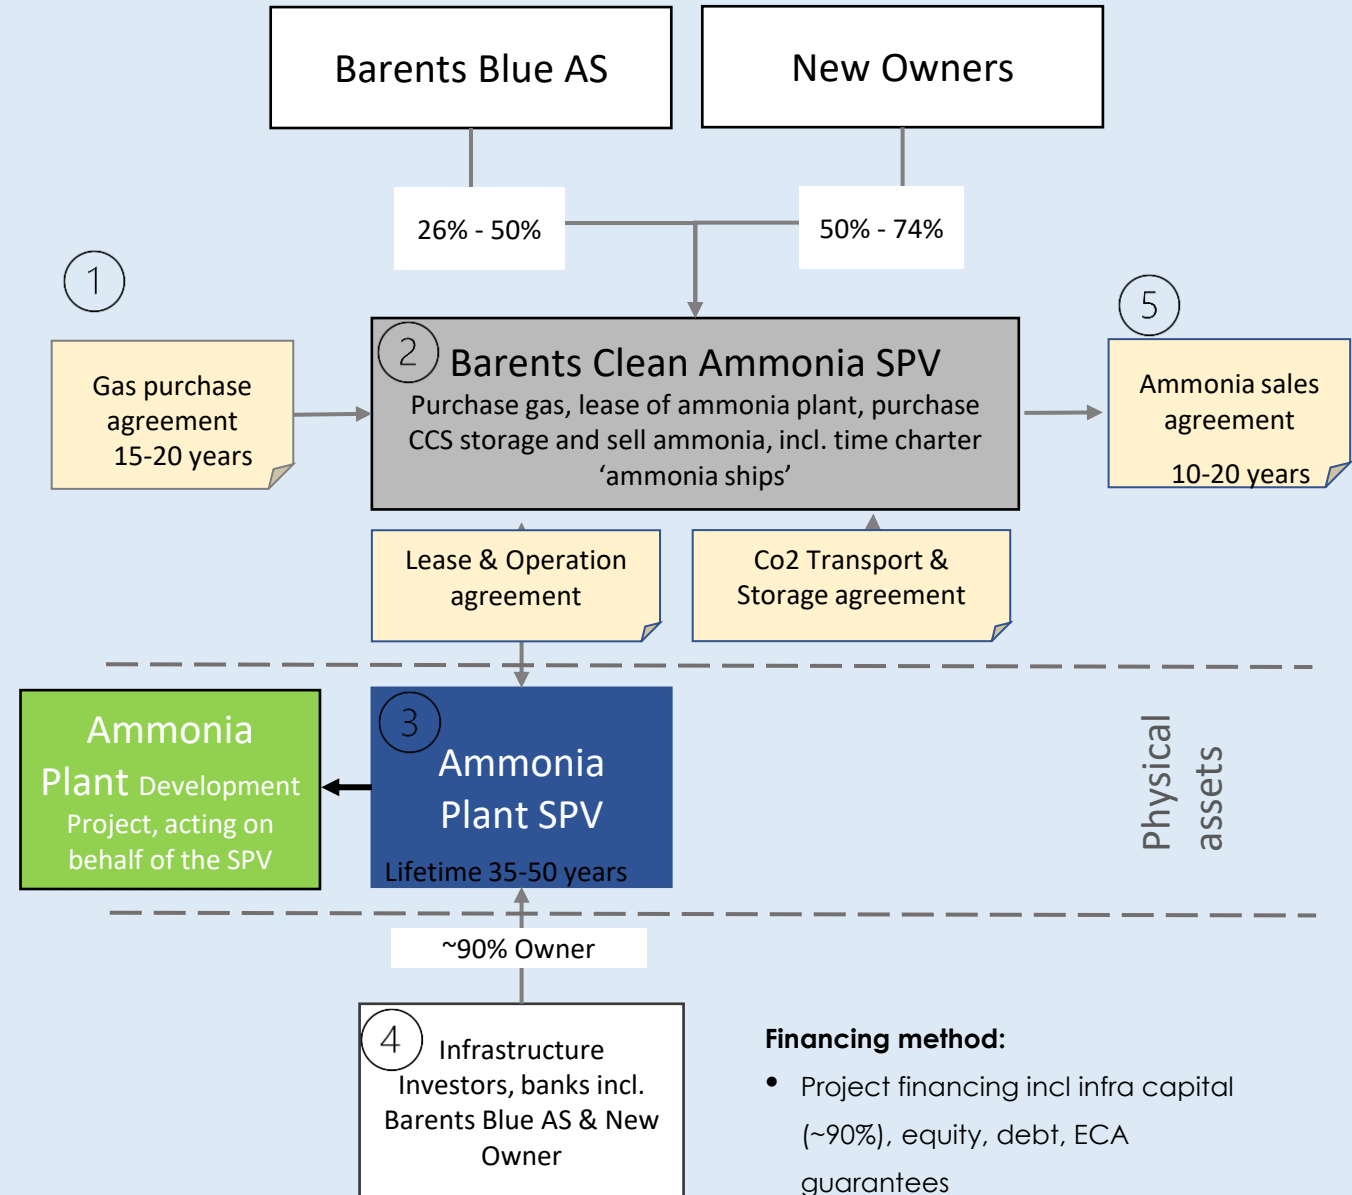 Barents Blue AS
New Owners
26% - 50%
50% - 74%
1
Gas purchase
agreement
15-20 years
2
Barents Clean Ammonia SPV
Purchase gas, lease of ammonia plant, purchase
CCS storage and sell ammonia, incl. time charter
‘ammonia ships’
5
Ammonia sales
agreement
10-20 years
Lease & Operation
agreement
Co2 Transport &
Storage agreement
Ammonia
Plant Development
Project, acting on
behalf of the SPV
3
Ammonia
Plant SPV
Lifetime 35-50 years
Physical
assets
~90% Owner
4
Infrastructure
Investors, banks incl.
Barents Blue AS & New
Owner
Financing method:
• Project financing incl infra capital
(~90%), equity, debt, ECA
guarantees